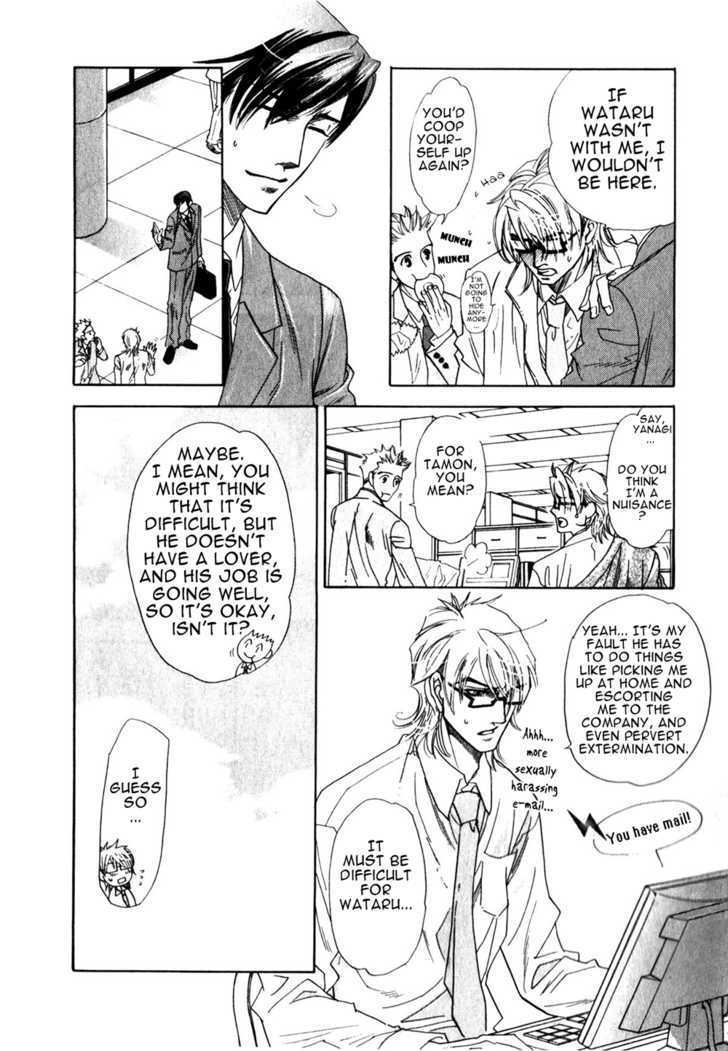 IF
WATARU
WASN'T
WITH ME, I
WOULDN'T
BE HERE.
YOU'D
COOP
YOUR-
SELF UP
AGAIN?
Haa
MUNCH
MUNCH
I'M
NOT
GOING
TO
HIDE
ANY-
MORE
...
SAY,
YANAGI
...
DO YOU
THINK
I'M A
NUISANCE
?
FOR
TAMON,
YOU
MEAN?
YEAH... IT'S MY
FAULT HE HAS
TO DO THINGS
LIKE PICKING ME
UP AT HOME AND
ESCORTING
ME TO THE
COMPANY, AND
EVEN PERVERT
EXTERMINATION.
Ahhh...
more
sexually
harassing
e-mail...
You have mail!
IT
MUST BE
DIFFICULT
FOR
WATARU...
MAYBE.
I MEAN, YOU
MIGHT THINK
THAT IT'S
DIFFICULT, BUT
HE DOESN'T
HAVE A LOVER,
AND HIS JOB IS
GOING WELL,
SO IT'S OKAY,
ISN'T IT?
I
GUESS
SO
...